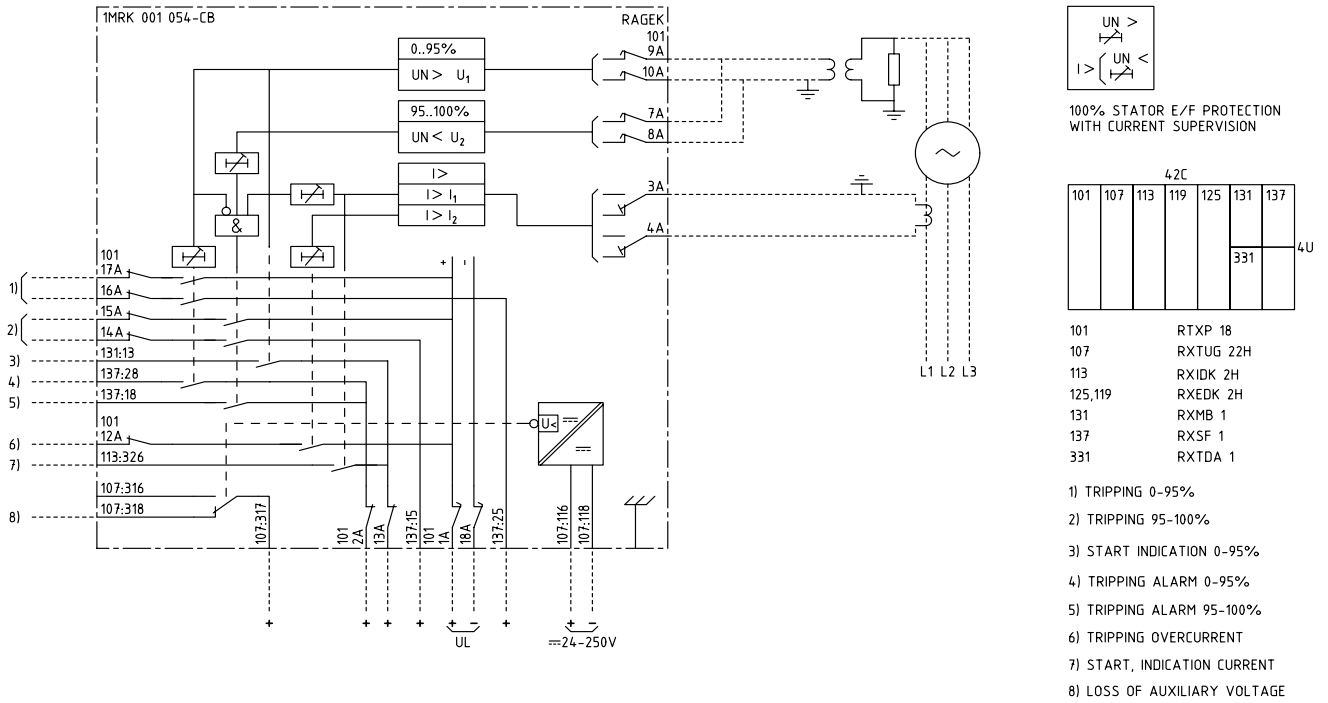 1MRK 001 054-CB
RAGEK
101
9A
10A
7A
8A
3A
4A
0..95%
UN> U1
95..100%
UN< U2
I>
I> I1
I> I2
&
+ -
101
1) 17A
16A
2) 15A
14A
3) 131:13
4) 137:28
5) 137:18
101
6) 12A
7) 113:326
107:316
8) 107:318
U<
107:317
101
2A
13A
137:15
101
1A
18A
137:25
107:116
107:118
+ + + + + - + + -
UL
24-250V
L1 L2 L3
UN >
I> UN <
100% STATOR E/F PROTECTION
WITH CURRENT SUPERVISION
42C
101 107 113 119 125 131 137
331
4U
101 RTXP 18
107 RXTUG 22H
113 RXIDK 2H
125,119 RXEDK 2H
131 RXMB 1
137 RXSF 1
331 RXTDA 1
1) TRIPPING 0-95%
2) TRIPPING 95-100%
3) START INDICATION 0-95%
4) TRIPPING ALARM 0-95%
5) TRIPPING ALARM 95-100%
6) TRIPPING OVERCURRENT
7) START, INDICATION CURRENT
8) LOSS OF AUXILIARY VOLTAGE